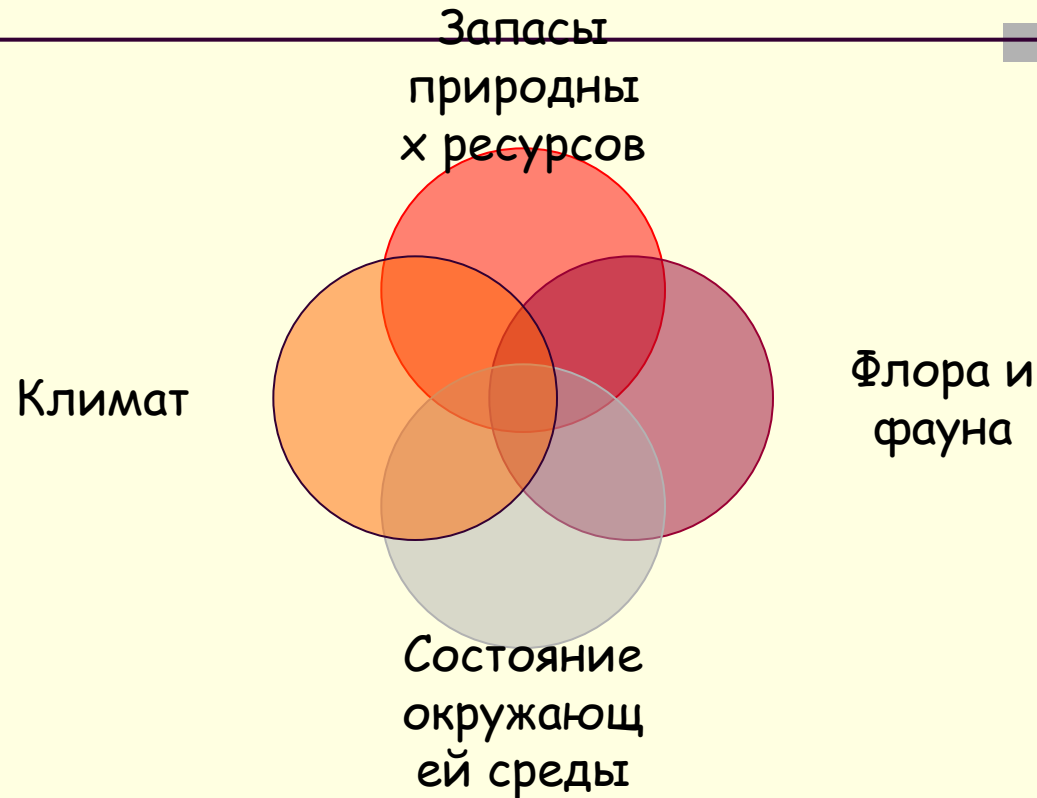 Запасы
природны
х ресурсов
Климат
Флора и
фауна
Состояние
окружающ
ей среды